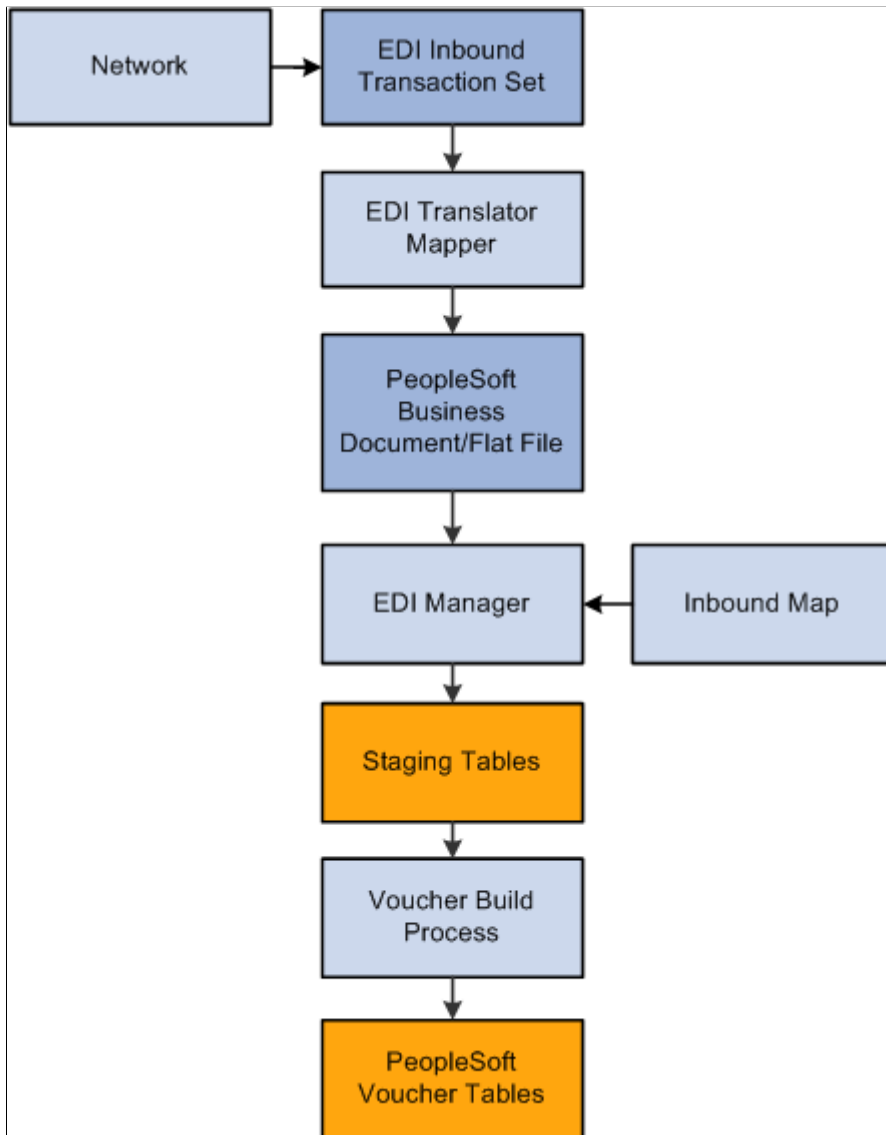 Network
EDI Inbound
Transaction Set
EDI Translator
Mapper
PeopleSoft
Business
Document/Flat File
EDI Manager
Inbound Map
Staging Tables
Voucher Build
Process
PeopleSoft
Voucher Tables